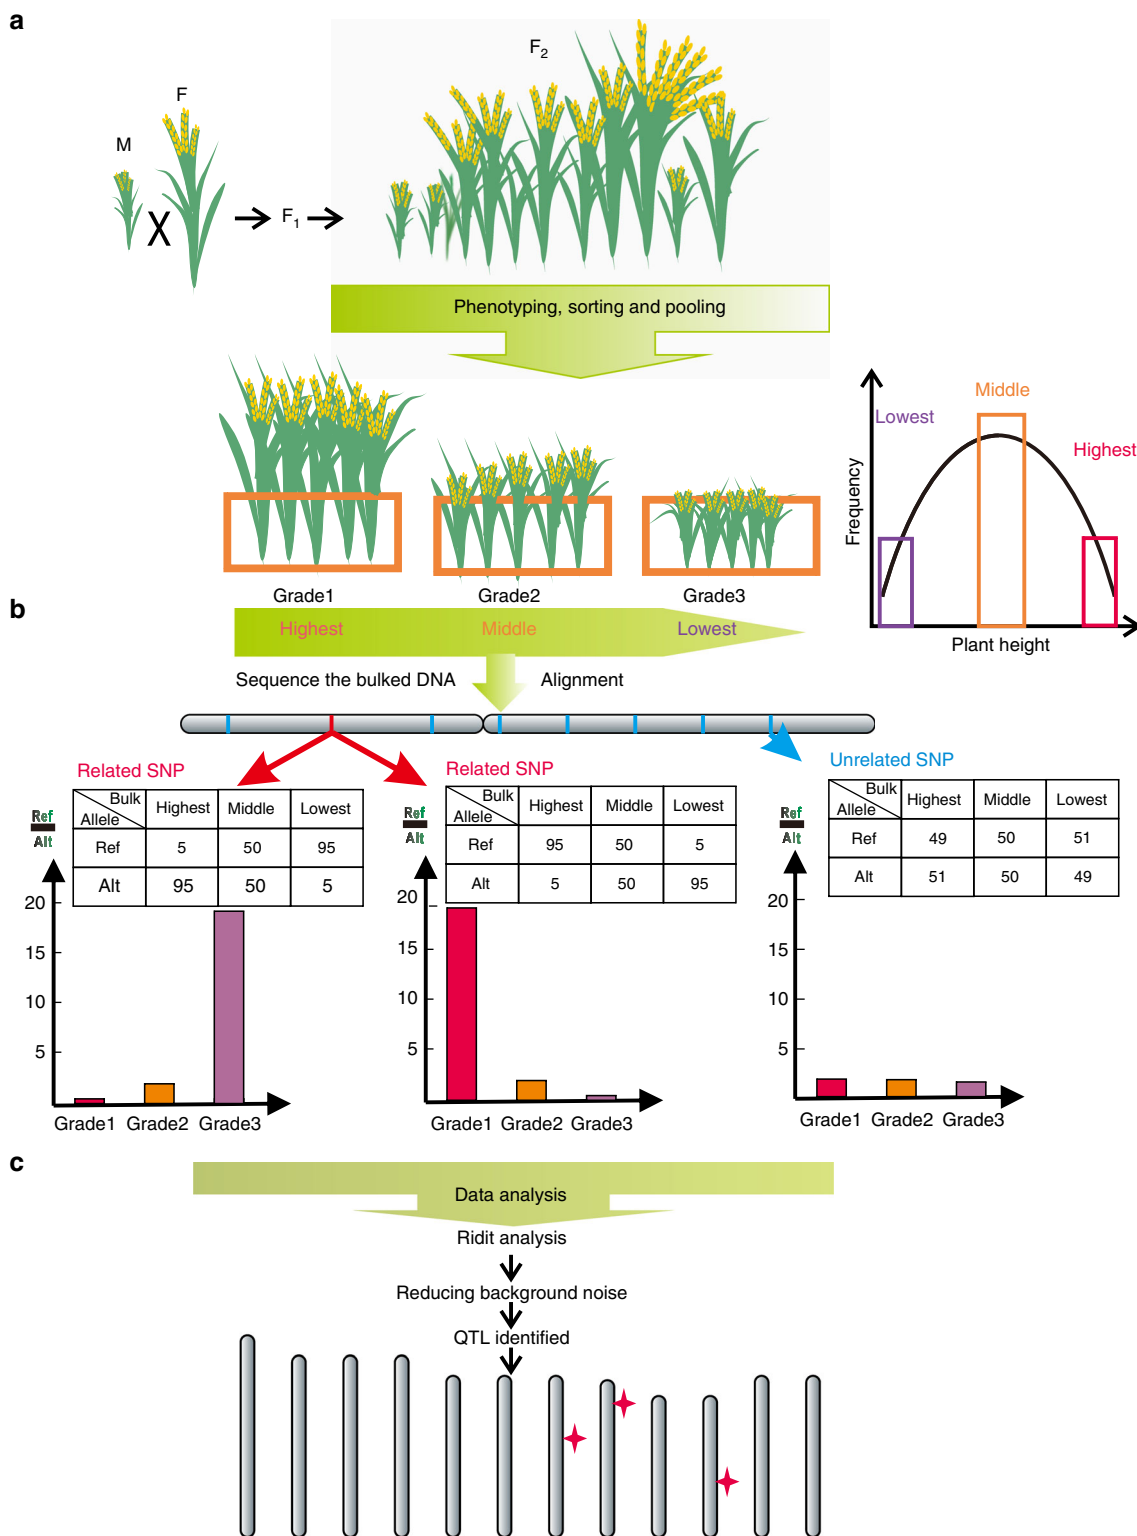 a
F₂
F
M
X
F₁
Phenotyping, sorting and pooling
Lowest
Middle
Highest
Frequency
Plant height
Grade1
Grade2
Grade3
b
Highest
Middle
Lowest
Sequence the bulked DNA
Alignment
Related SNP
Ref
Alt
Bulk
Allele
Highest
Middle
Lowest
Ref
5
50
95
Alt
95
50
5
20
15
10
5
Grade1
Grade2
Grade3
Related SNP
Ref
Alt
Bulk
Allele
Highest
Middle
Lowest
Ref
95
50
5
Alt
5
50
95
20
15
10
5
Grade1
Grade2
Grade3
Unrelated SNP
Ref
Alt
Bulk
Allele
Highest
Middle
Lowest
Ref
49
50
51
Alt
51
50
49
20
15
10
5
Grade1
Grade2
Grade3
c
Data analysis
Ridit analysis
Reducing background noise
QTL identified